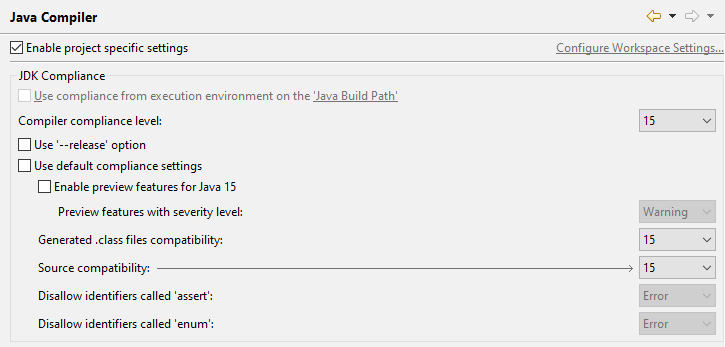 Java Compiler
Enable project specific settings Configure Workspace Settings...
JDK Compliance
Use compliance from execution environment on the 'Java Build Path'
Compiler compliance level: 15
Use '--release' option
Use default compliance settings
Enable preview features for Java 15
Preview features with severity level: Warning
Generated .class files compatibility: 15
Source compatibility: 15
Disallow identifiers called 'assert': Error
Disallow identifiers called 'enum': Error